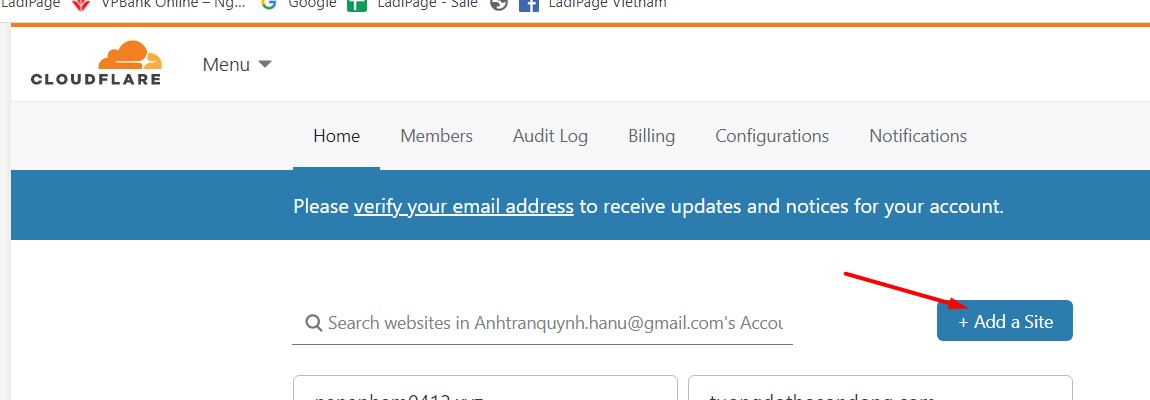 LadiPage VPBank Online – Ng... Google LadiPage - Sale LadiPage Vietnam
CLOUDFLARE
Menu
Home Members Audit Log Billing Configurations Notifications
Please verify your email address to receive updates and notices for your account.
Search websites in Anhtranquynh.hanu@gmail.com's Accou
+ Add a Site